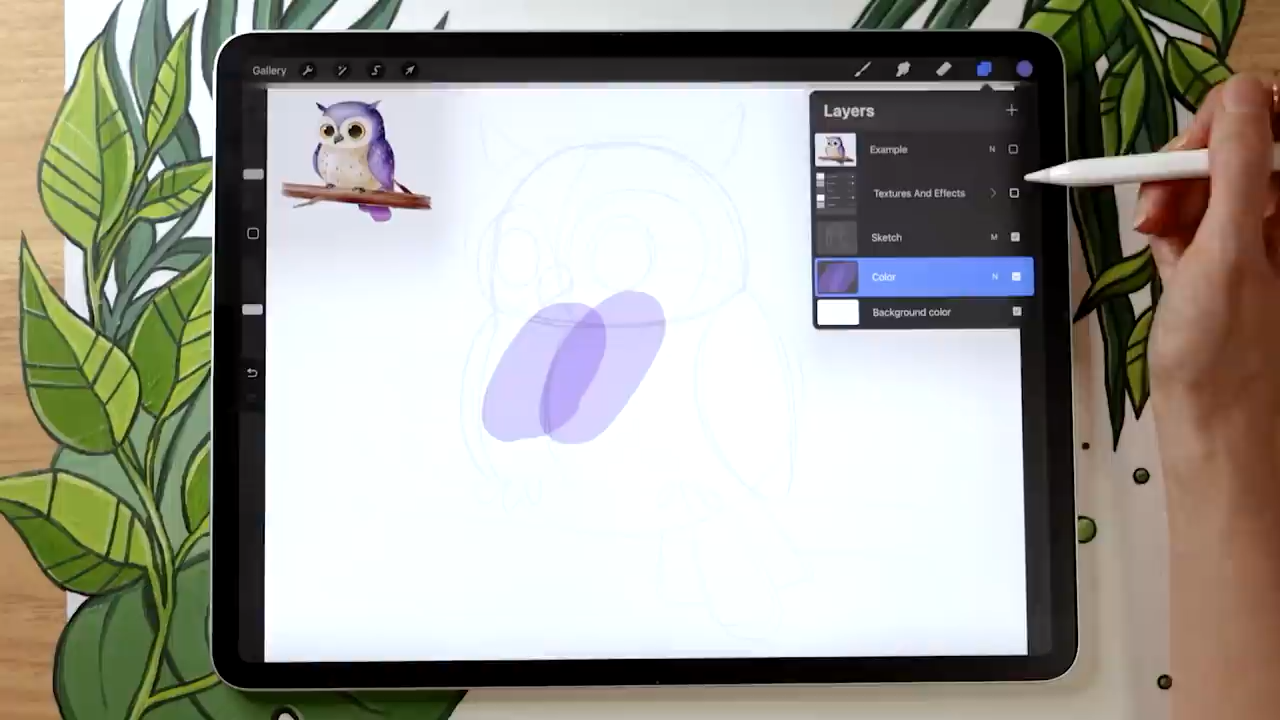 Gallery
Layers
Example N
Textures And Effects
Sketch M
Color N
Background color